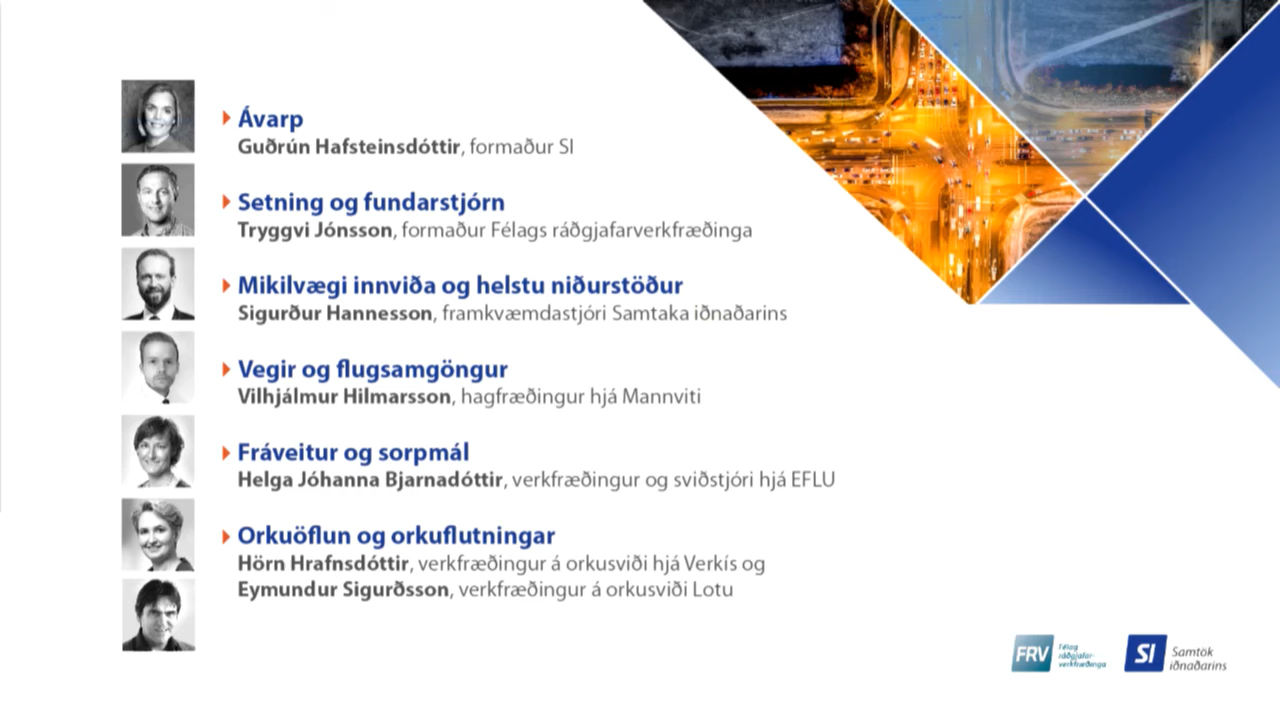 Ávarp
Guðrún Hafsteinsdóttir, formaður SI
Setning og fundarstjórn
Tryggvi Jónsson, formaður Félags ráðgjafarverkfræðinga
Mikilvægi innviða og helstu niðurstöður
Sigurður Hannesson, framkvæmdastjóri Samtaka iðnaðarins
Vegir og flugsamgöngur
Vilhjálmur Hilmarsson, hagfræðingur hjá Mannviti
Fráveitur og sorpmál
Helga Jóhanna Bjarnadóttir, verkfræðingur og sviðstjóri hjá EFLU
Orkuöflun og orkuflutningar
Hörn Hrafnsdóttir, verkfræðingur á orkusviði hjá Verkís og
Eymundur Sigurðsson, verkfræðingur á orkusviði Lotu
FRV
Félag
ráðgjafar-
verkfræðinga
SI
Samtök
iðnaðarins